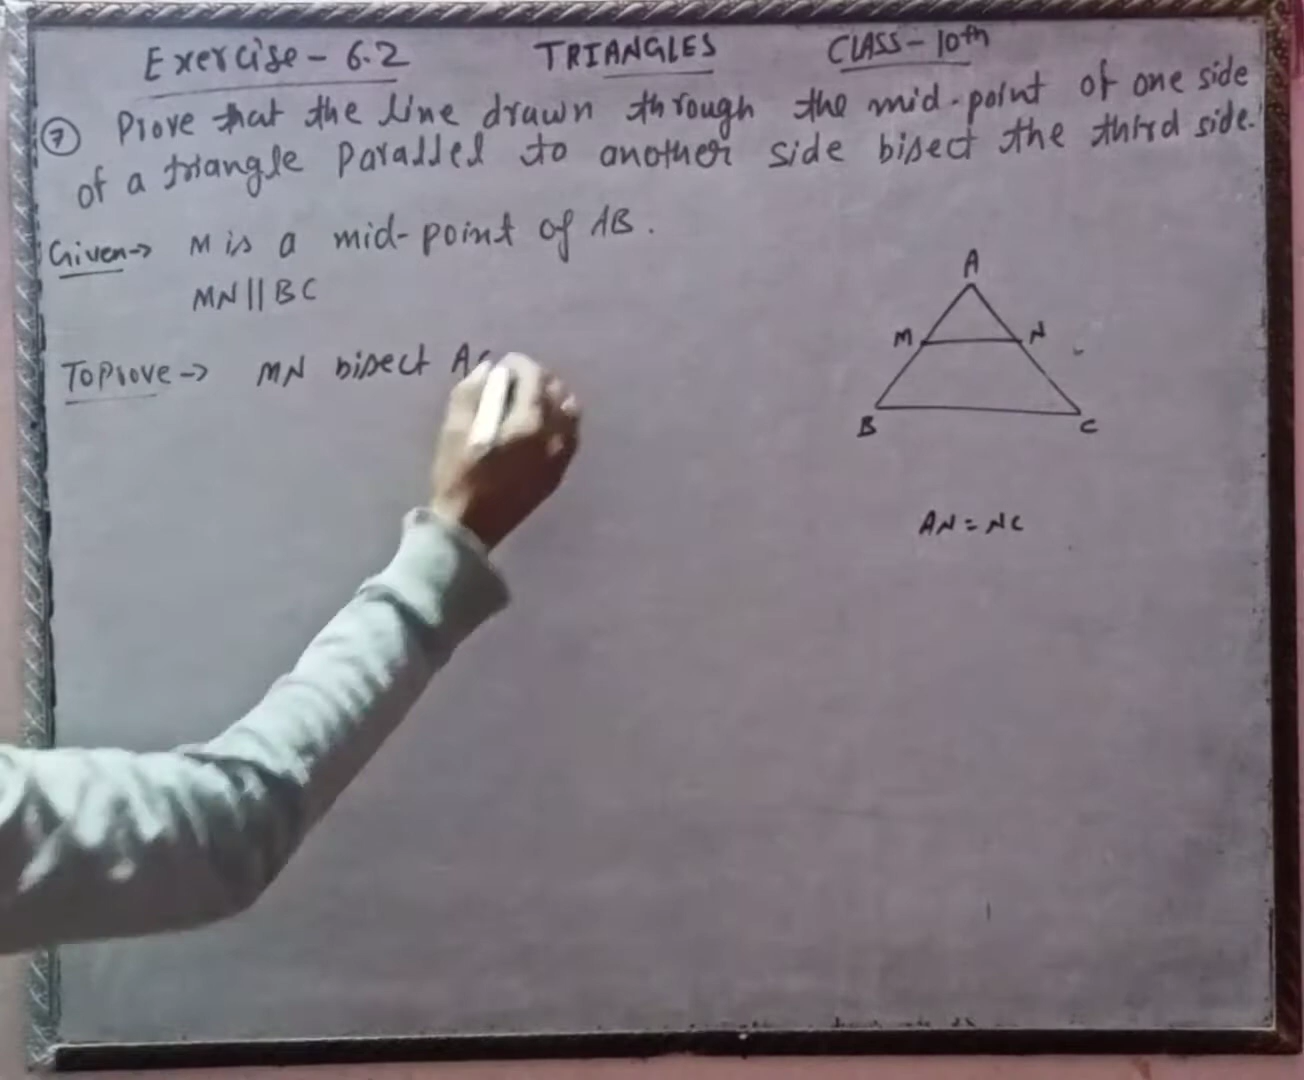 Exercise - 6.2 TRIANGLES CLASS - 10th
7 Prove that the line drawn through the mid-point of one side
of a triangle Parallel to another side bisect the third side.
Given→ M is a mid-point of AB.
MN||BC
ToProve→ MN bisect AC
A
M N
B C
AN = NC